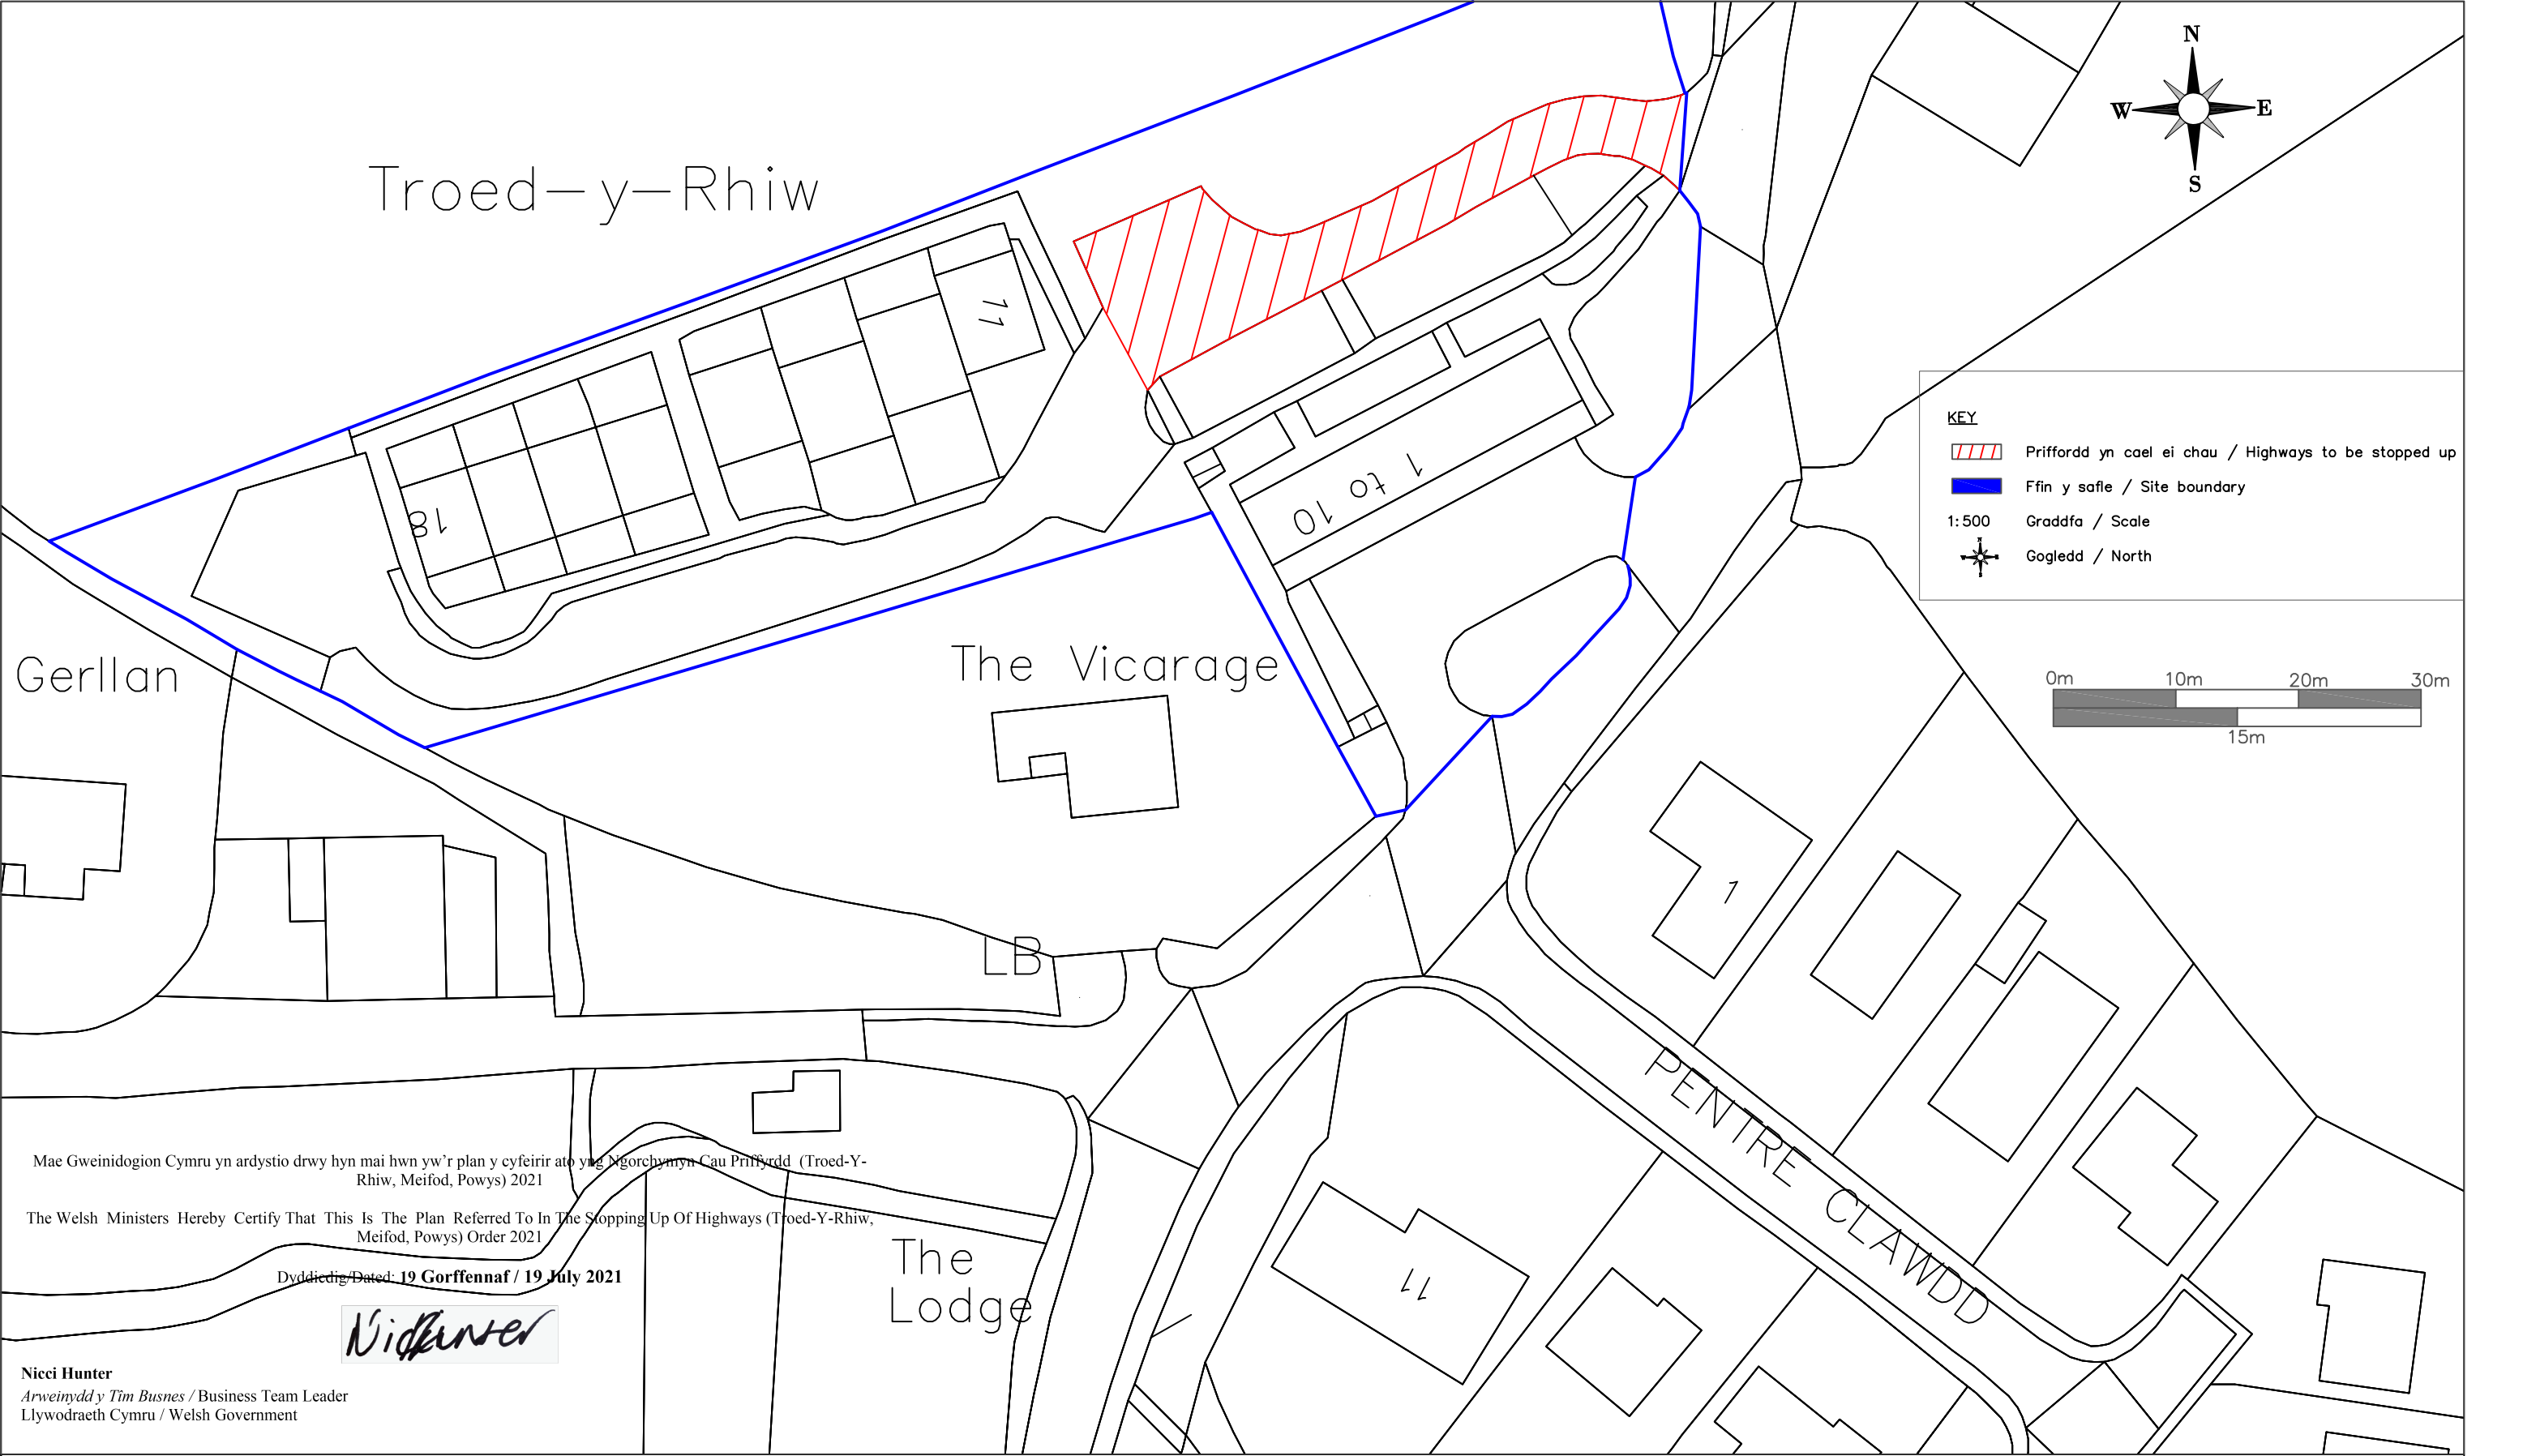 N
W
E
S
Troed-y-Rhiw
11
18
1 to 10
KEY
Priffordd yn cael ei chau / Highways to be stopped up
Ffin y safle / Site boundary
1:500 Graddfa / Scale
Gogledd / North
Gerllan
The Vicarage
0m 10m 20m 30m
15m
1
LB
PENTRE CLAWDD
Mae Gweinidogion Cymru yn ardystio drwy hyn mai hwn yw'r plan y cyfeirir ato yng Ngorchymyn Cau Priffyrdd (Troed-Y-
Rhiw, Meifod, Powys) 2021
The Welsh Ministers Hereby Certify That This Is The Plan Referred To In The Stopping Up Of Highways (Troed-Y-Rhiw,
Meifod, Powys) Order 2021
The
Lodge
11
Dyddiedig/Dated: 19 Gorffennaf / 19 July 2021
Nicci Hunter
Arweinydd y Tîm Busnes / Business Team Leader
Llywodraeth Cymru / Welsh Government